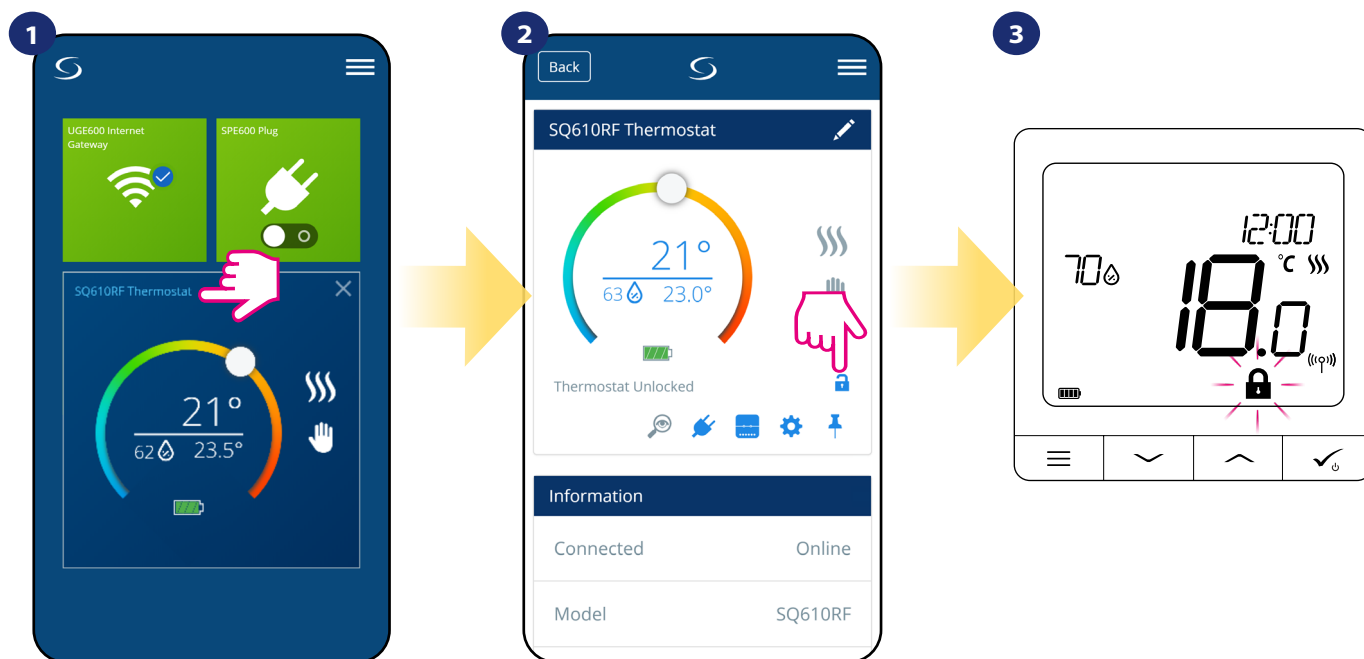 1
UGE600 Internet
Gateway
SPE600 Plug
SQ610RF Thermostat
21°
62 23.5°
2
Back
SQ610RF Thermostat
21°
63 23.0°
Thermostat Unlocked
Information
Connected Online
Model SQ610RF
3
12:00
70 °C
18.0